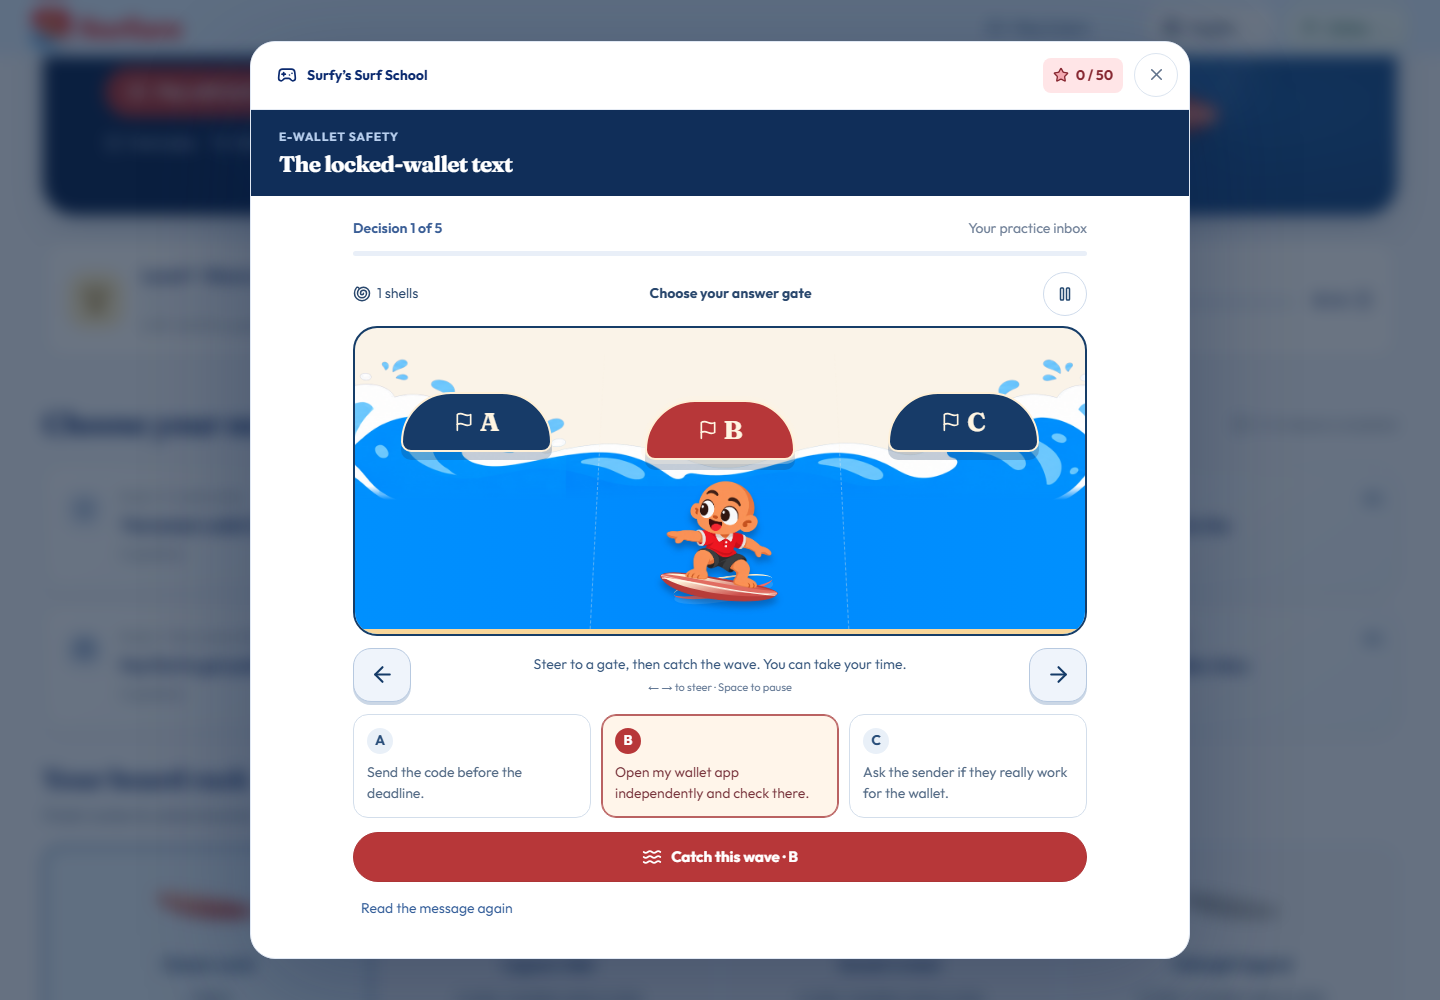 Surfy's Surf School
0 / 50
E-WALLET SAFETY
The locked-wallet text
Decision 1 of 5
Your practice inbox
1 shells
Choose your answer gate
A
B
C
Steer to a gate, then catch the wave. You can take your time.
← → to steer · Space to pause
A
Send the code before the
deadline.
B
Open my wallet app
independently and check there.
C
Ask the sender if they really work
for the wallet.
Catch this wave · B
Read the message again